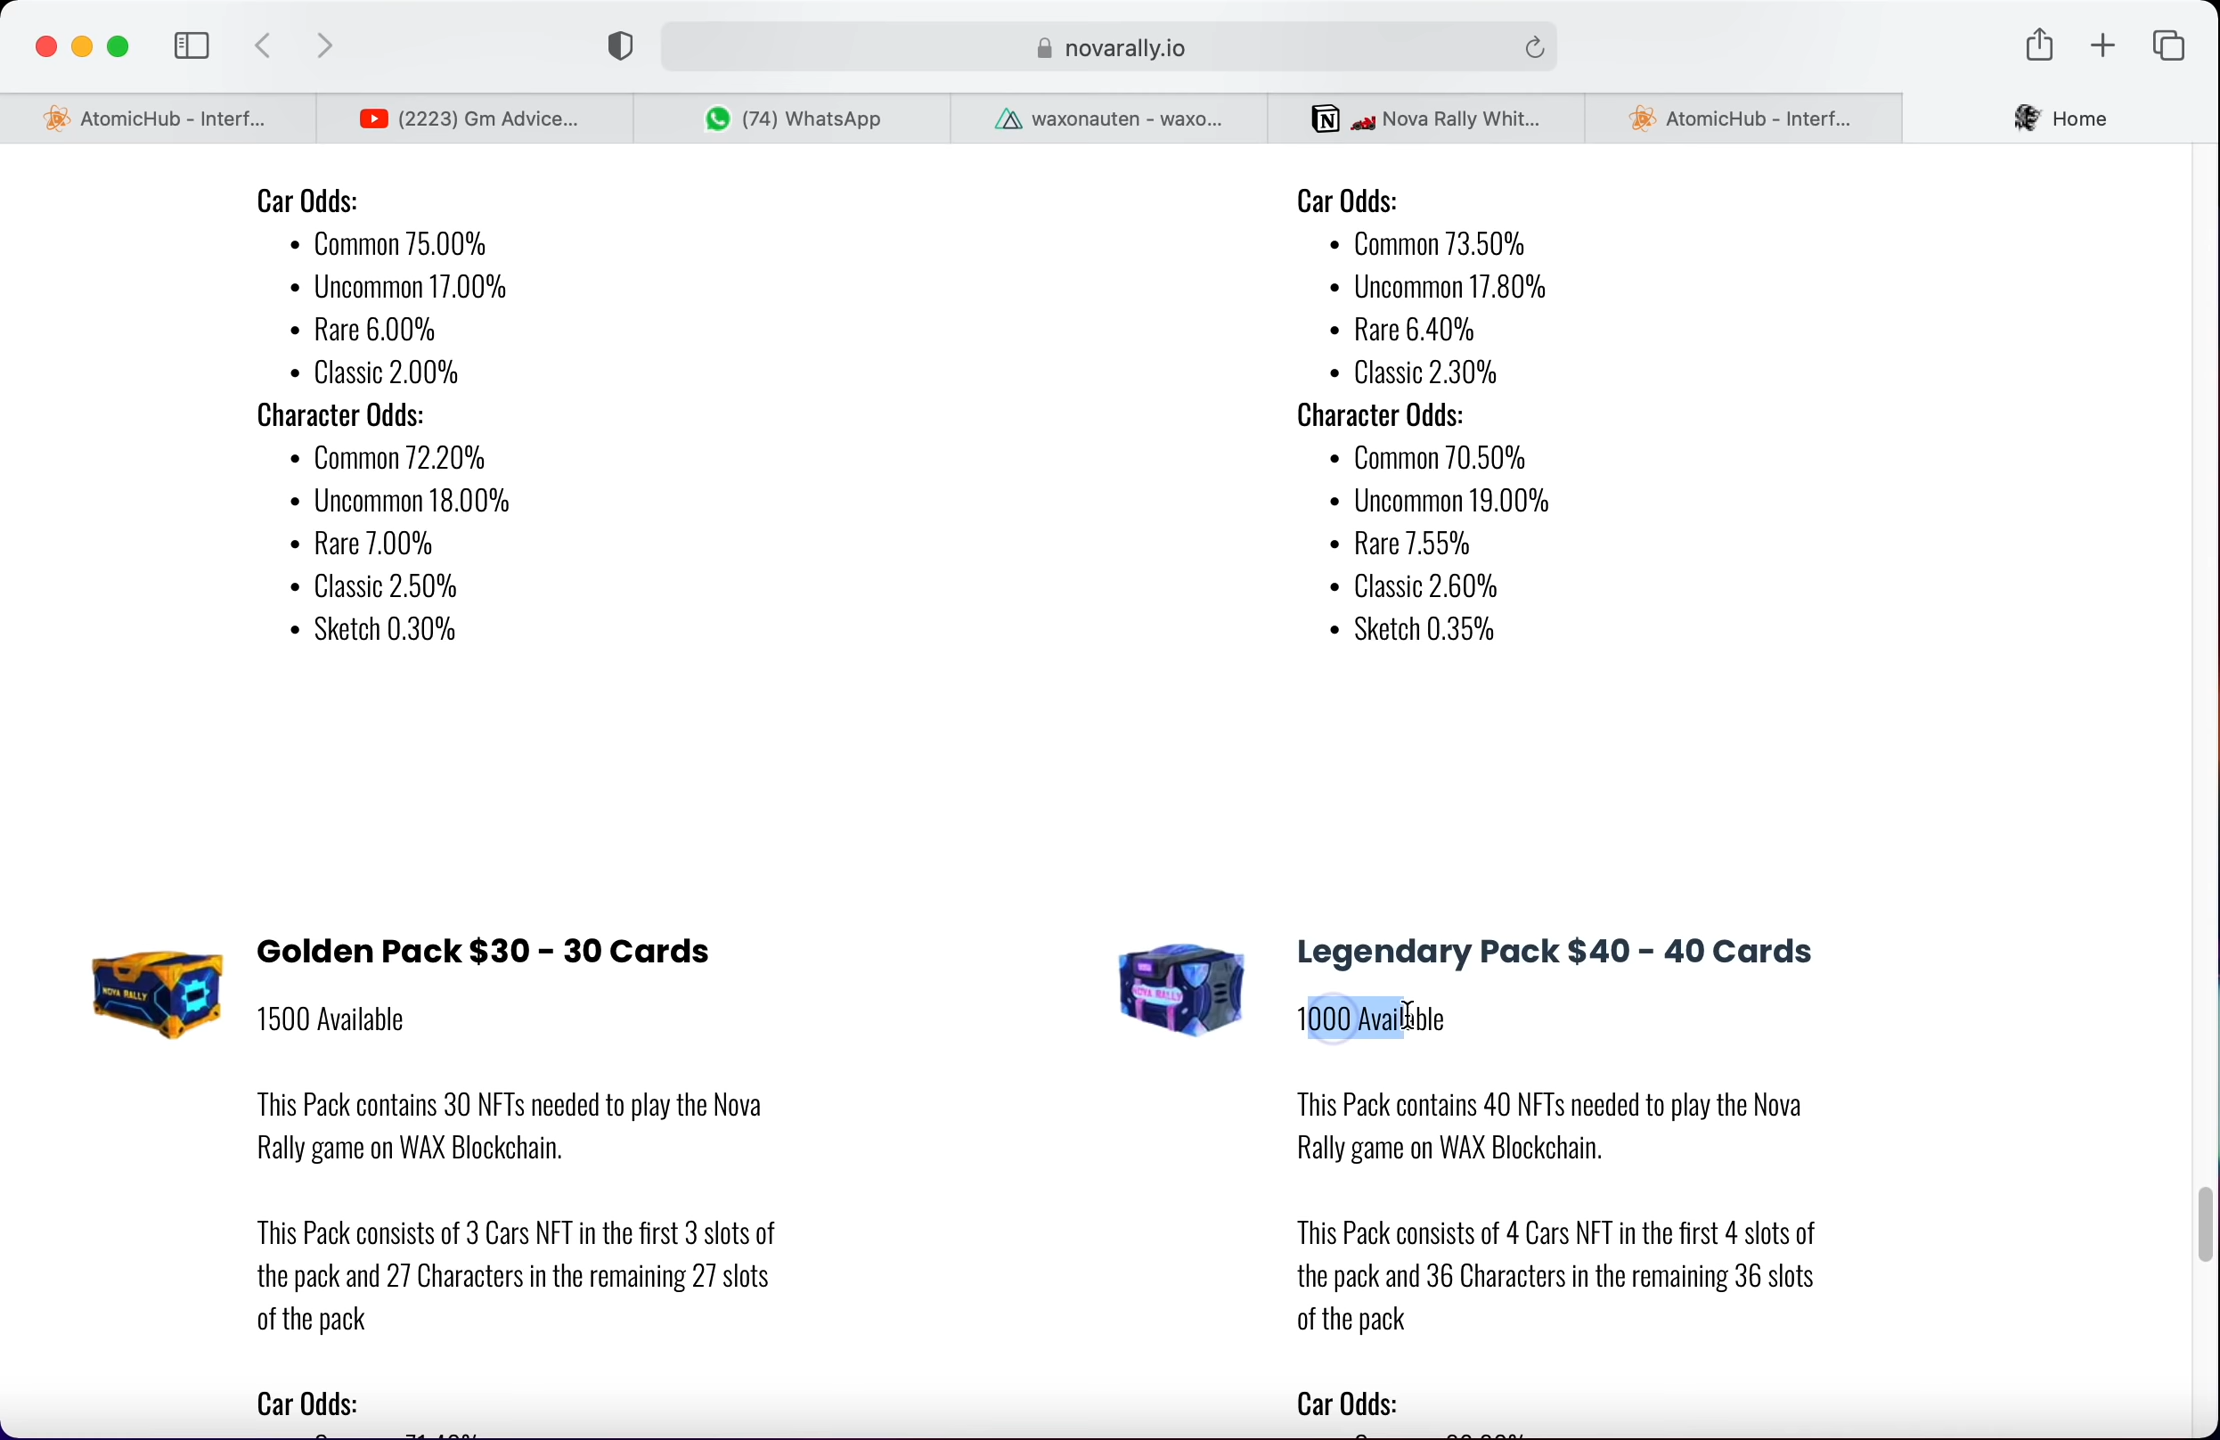 novarally.io
AtomicHub - Interf...
(2223) Gm Advice...
(74) WhatsApp
waxonauten - waxo...
Nova Rally Whit...
AtomicHub - Interf...
Home
Car Odds:
• Common 75.00%
• Uncommon 17.00%
• Rare 6.00%
• Classic 2.00%
Character Odds:
• Common 72.20%
• Uncommon 18.00%
• Rare 7.00%
• Classic 2.50%
• Sketch 0.30%
Car Odds:
• Common 73.50%
• Uncommon 17.80%
• Rare 6.40%
• Classic 2.30%
Character Odds:
• Common 70.50%
• Uncommon 19.00%
• Rare 7.55%
• Classic 2.60%
• Sketch 0.35%
NOVA RALLY
Golden Pack $30 - 30 Cards
1500 Available
This Pack contains 30 NFTs needed to play the Nova
Rally game on WAX Blockchain.
This Pack consists of 3 Cars NFT in the first 3 slots of
the pack and 27 Characters in the remaining 27 slots
of the pack
Car Odds:
NOVA RALLY
Legendary Pack $40 - 40 Cards
1000 Available
This Pack contains 40 NFTs needed to play the Nova
Rally game on WAX Blockchain.
This Pack consists of 4 Cars NFT in the first 4 slots of
the pack and 36 Characters in the remaining 36 slots
of the pack
Car Odds: